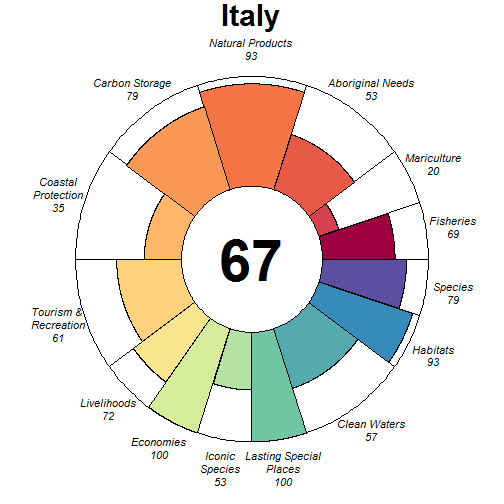 Italy
Natural Products
93
Carbon Storage
79
Aboriginal Needs
53
Mariculture
20
Coastal
Protection
35
Fisheries
69
67
Species
79
Tourism &
Recreation
61
Habitats
93
Livelihoods
72
Clean Waters
57
Economies
100
Iconic
Species
53
Lasting Special
Places
100